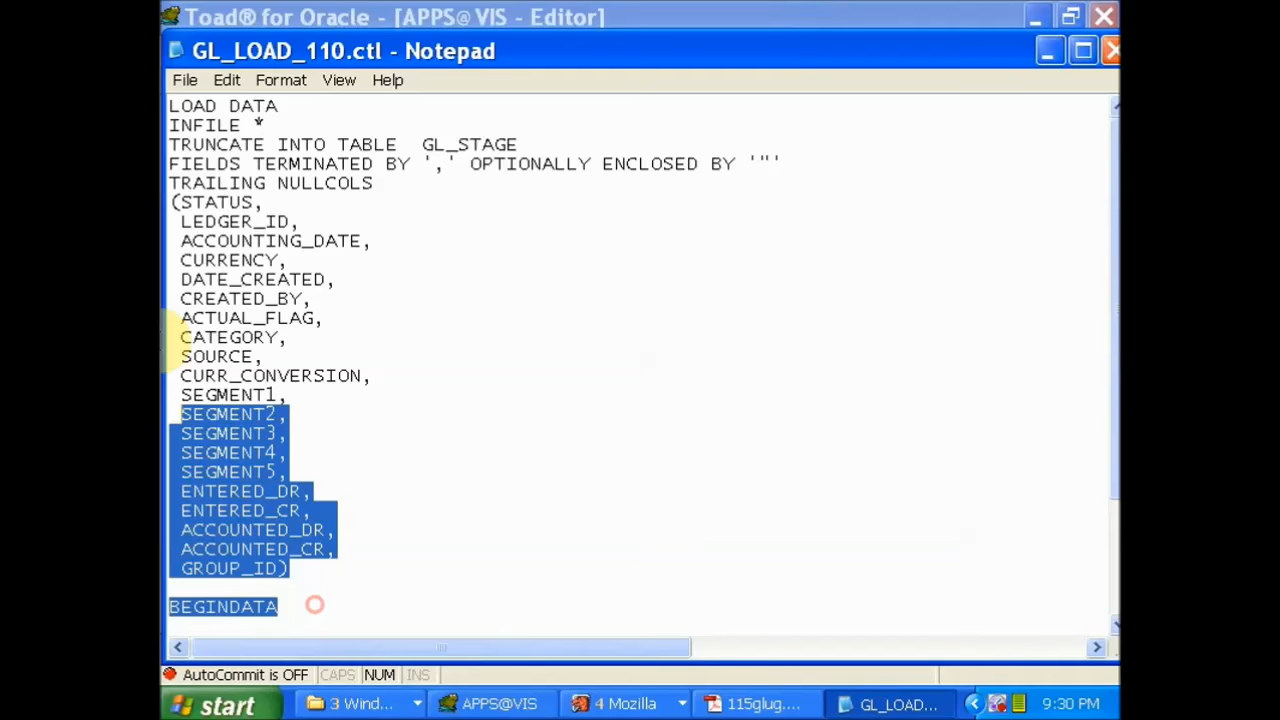 Toad® for Oracle - [APPS@VIS - Editor]
GL_LOAD_110.ctl - Notepad
File Edit Format View Help
LOAD DATA
INFILE *
TRUNCATE INTO TABLE GL_STAGE
FIELDS TERMINATED BY ',' OPTIONALLY ENCLOSED BY '"'
TRAILING NULLCOLS
(STATUS,
LEDGER_ID,
ACCOUNTING_DATE,
CURRENCY,
DATE_CREATED,
CREATED_BY,
ACTUAL_FLAG,
CATEGORY,
SOURCE,
CURR_CONVERSION,
SEGMENT1,
SEGMENT2,
SEGMENT3,
SEGMENT4,
SEGMENT5,
ENTERED_DR,
ENTERED_CR,
ACCOUNTED_DR,
ACCOUNTED_CR,
GROUP_ID)
BEGINDATA
AutoCommit is OFF CAPS NUM INS
start 3 Wind... APPS@VIS 4 Mozilla 115glug.... GL_LOAD... 9:30 PM